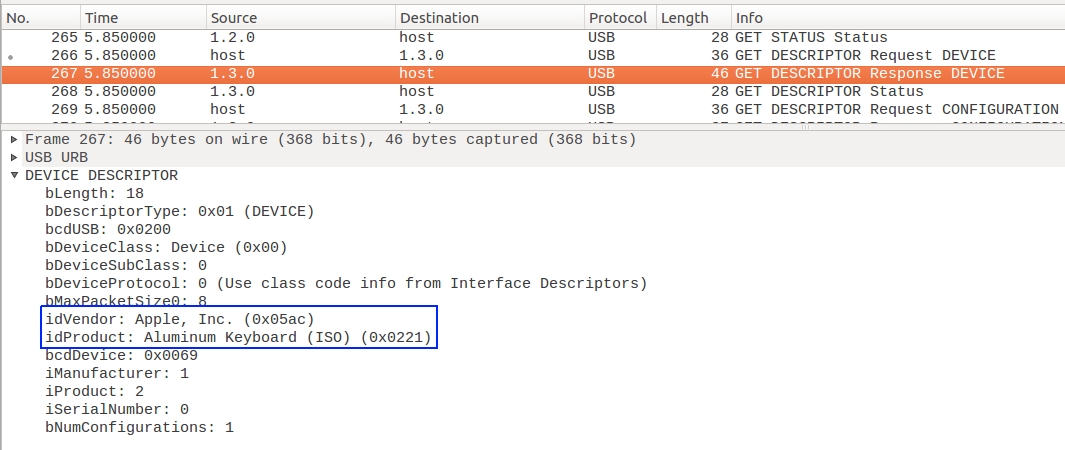 No. Time Source Destination Protocol Length Info
265 5.850000 1.2.0 host USB 28 GET STATUS Status
266 5.850000 host 1.3.0 USB 36 GET DESCRIPTOR Request DEVICE
267 5.850000 1.3.0 host USB 46 GET DESCRIPTOR Response DEVICE
268 5.850000 1.3.0 host USB 28 GET DESCRIPTOR Status
269 5.850000 host 1.3.0 USB 36 GET DESCRIPTOR Request CONFIGURATION
Frame 267: 46 bytes on wire (368 bits), 46 bytes captured (368 bits)
USB URB
DEVICE DESCRIPTOR
bLength: 18
bDescriptorType: 0x01 (DEVICE)
bcdUSB: 0x0200
bDeviceClass: Device (0x00)
bDeviceSubClass: 0
bDeviceProtocol: 0 (Use class code info from Interface Descriptors)
bMaxPacketSize0: 8
idVendor: Apple, Inc. (0x05ac)
idProduct: Aluminum Keyboard (ISO) (0x0221)
bcdDevice: 0x0069
iManufacturer: 1
iProduct: 2
iSerialNumber: 0
bNumConfigurations: 1